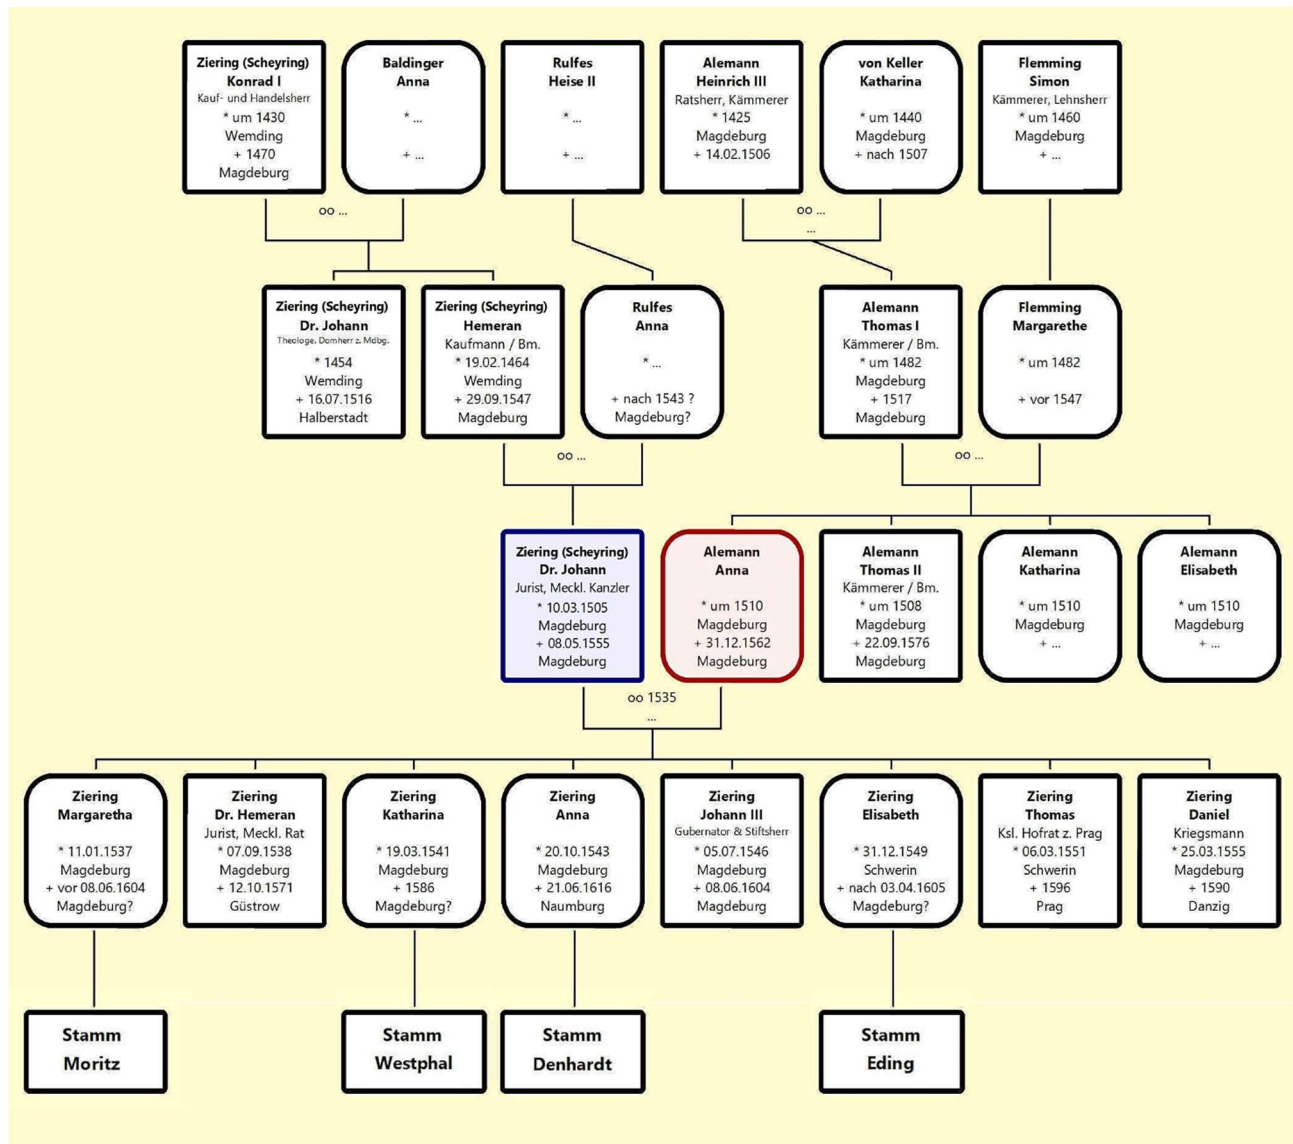 Ziering (Scheyring)
Konrad I
Kauf- und Handelsherr
* um 1430
Wemding
+ 1470
Magdeburg
Baldinger
Anna
* ...
+ ...
Rulfes
Heise II
* ...
+ ...
Alemann
Heinrich III
Ratsherr, Kämmerer
* 1425
Magdeburg
+ 14.02.1506
von Keller
Katharina
* um 1440
Magdeburg
+ nach 1507
Flemming
Simon
Kämmerer, Lehnsherr
* um 1460
Magdeburg
+ ...
oo ...
oo ...
...
Ziering (Scheyring)
Dr. Johann
Theologe, Domherr z. Mdbg.
* 1454
Wemding
+ 16.07.1516
Halberstadt
Ziering (Scheyring)
Hemeran
Kaufmann / Bm.
* 19.02.1464
Wemding
+ 29.09.1547
Magdeburg
Rulfes
Anna
* ...
+ nach 1543 ?
Magdeburg?
Alemann
Thomas I
Kämmerer / Bm.
* um 1482
Magdeburg
+ 1517
Magdeburg
Flemming
Margarethe
* um 1482
+ vor 1547
oo ...
oo ...
Ziering (Scheyring)
Dr. Johann
Jurist, Meckl. Kanzler
* 10.03.1505
Magdeburg
+ 08.05.1555
Magdeburg
Alemann
Anna
* um 1510
Magdeburg
+ 31.12.1562
Magdeburg
Alemann
Thomas II
Kämmerer / Bm.
* um 1508
Magdeburg
+ 22.09.1576
Magdeburg
Alemann
Katharina
* um 1510
Magdeburg
+ ...
Alemann
Elisabeth
* um 1510
Magdeburg
+ ...
oo 1535
...
Ziering
Margaretha
* 11.01.1537
Magdeburg
+ vor 08.06.1604
Magdeburg?
Ziering
Dr. Hemeran
Jurist, Meckl. Rat
* 07.09.1538
Magdeburg
+ 12.10.1571
Güstrow
Ziering
Katharina
* 19.03.1541
Magdeburg
+ 1586
Magdeburg?
Ziering
Anna
* 20.10.1543
Magdeburg
+ 21.06.1616
Naumburg
Ziering
Johann III
Gubernator & Stiftsherr
* 05.07.1546
Magdeburg
+ 08.06.1604
Magdeburg
Ziering
Elisabeth
* 31.12.1549
Schwerin
+ nach 03.04.1605
Magdeburg?
Ziering
Thomas
Ksl. Hofrat z. Prag
* 06.03.1551
Schwerin
+ 1596
Prag
Ziering
Daniel
Kriegsmann
* 25.03.1555
Magdeburg
+ 1590
Danzig
Stamm
Moritz
Stamm
Westphal
Stamm
Denhardt
Stamm
Eding